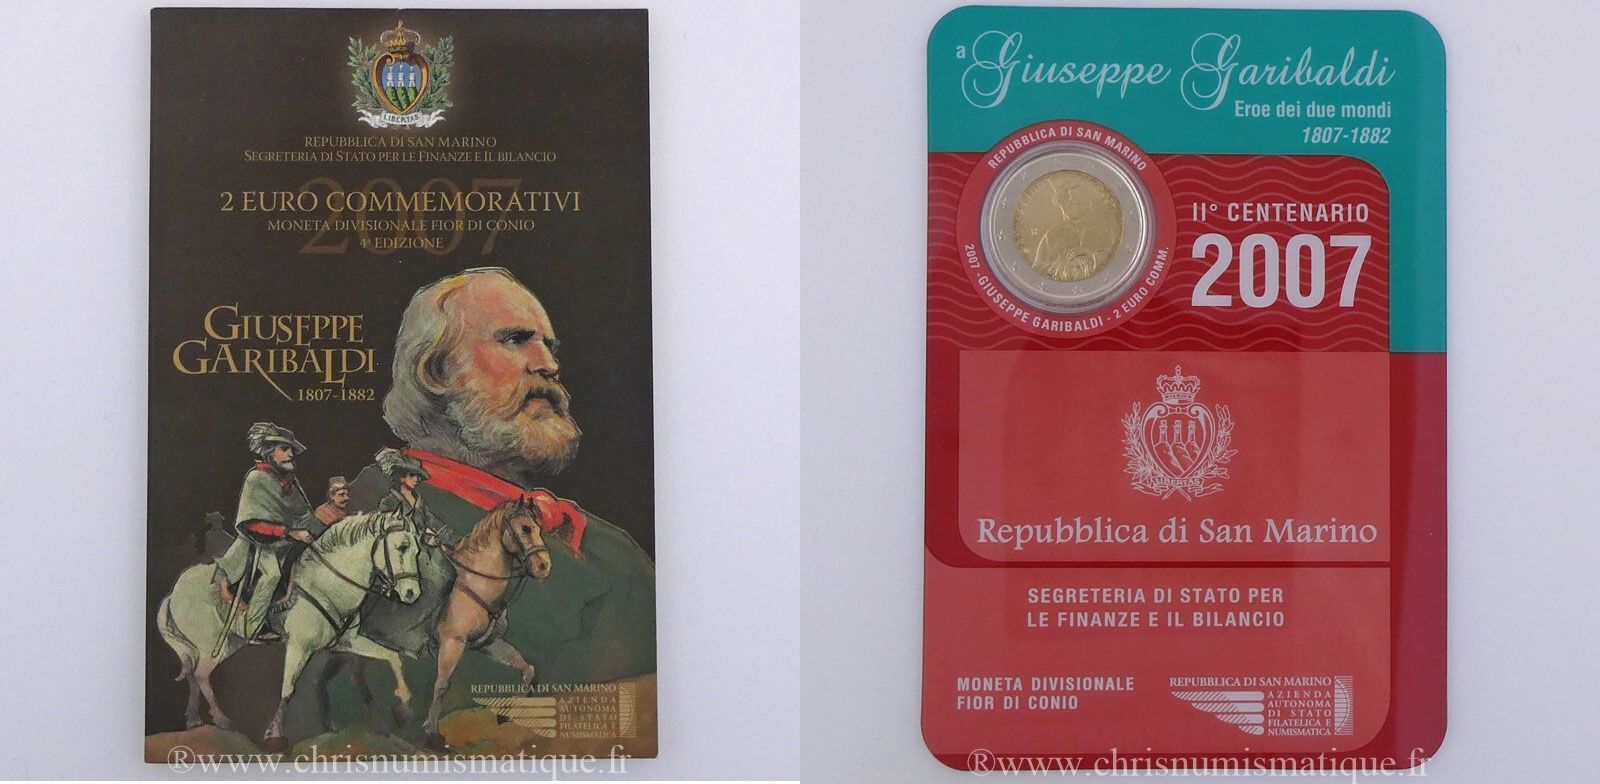 LIBERTAS
REPUBBLICA DI SAN MARINO
SEGRETERIA DI STATO PER LE FINANZE E IL BILANCIO
2007
2 EURO COMMEMORATIVI
MONETA DIVISIONALE FIOR DI CONIO
4ª EDIZIONE
GIUSEPPE
GARIBALDI
1807-1882
REPUBBLICA DI SAN MARINO
AZIENDA
AUTONOMA
DI STATO
FILATELICA E
NUMISMATICA
®www.chrisnumismatique.fr
a Giuseppe Garibaldi
Eroe dei due mondi
1807-1882
REPUBBLICA DI SAN MARINO
2007 - GIUSEPPE GARIBALDI - 2 EURO COMM.
II° CENTENARIO
2007
LIBERTAS
Repubblica di San Marino
SEGRETERIA DI STATO PER
LE FINANZE E IL BILANCIO
MONETA DIVISIONALE
FIOR DI CONIO
REPUBBLICA DI SAN MARINO
AZIENDA
AUTONOMA
DI STATO
FILATELICA E
NUMISMATICA
®www.chrisnumismatique.fr